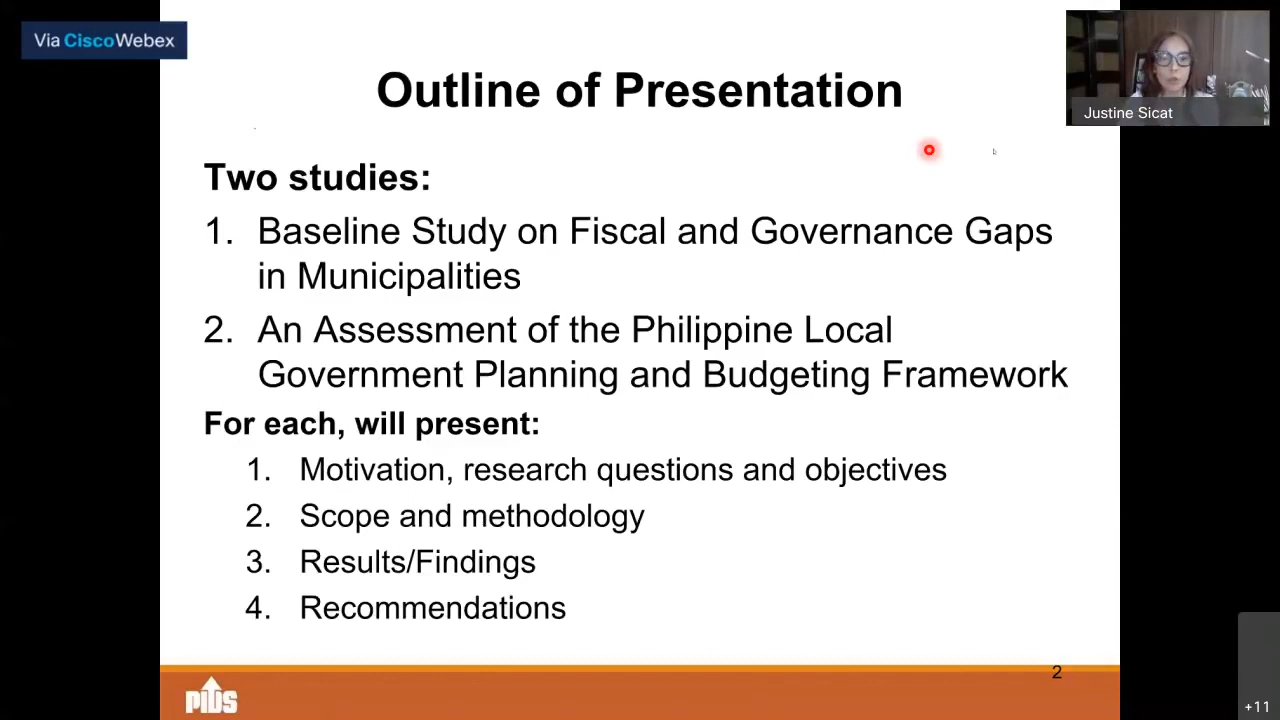 Via CiscoWebex
Outline of Presentation
Justine Sicat
Two studies:
1. Baseline Study on Fiscal and Governance Gaps
in Municipalities
2. An Assessment of the Philippine Local
Government Planning and Budgeting Framework
For each, will present:
1. Motivation, research questions and objectives
2. Scope and methodology
3. Results/Findings
4. Recommendations
2
PIDS
+11